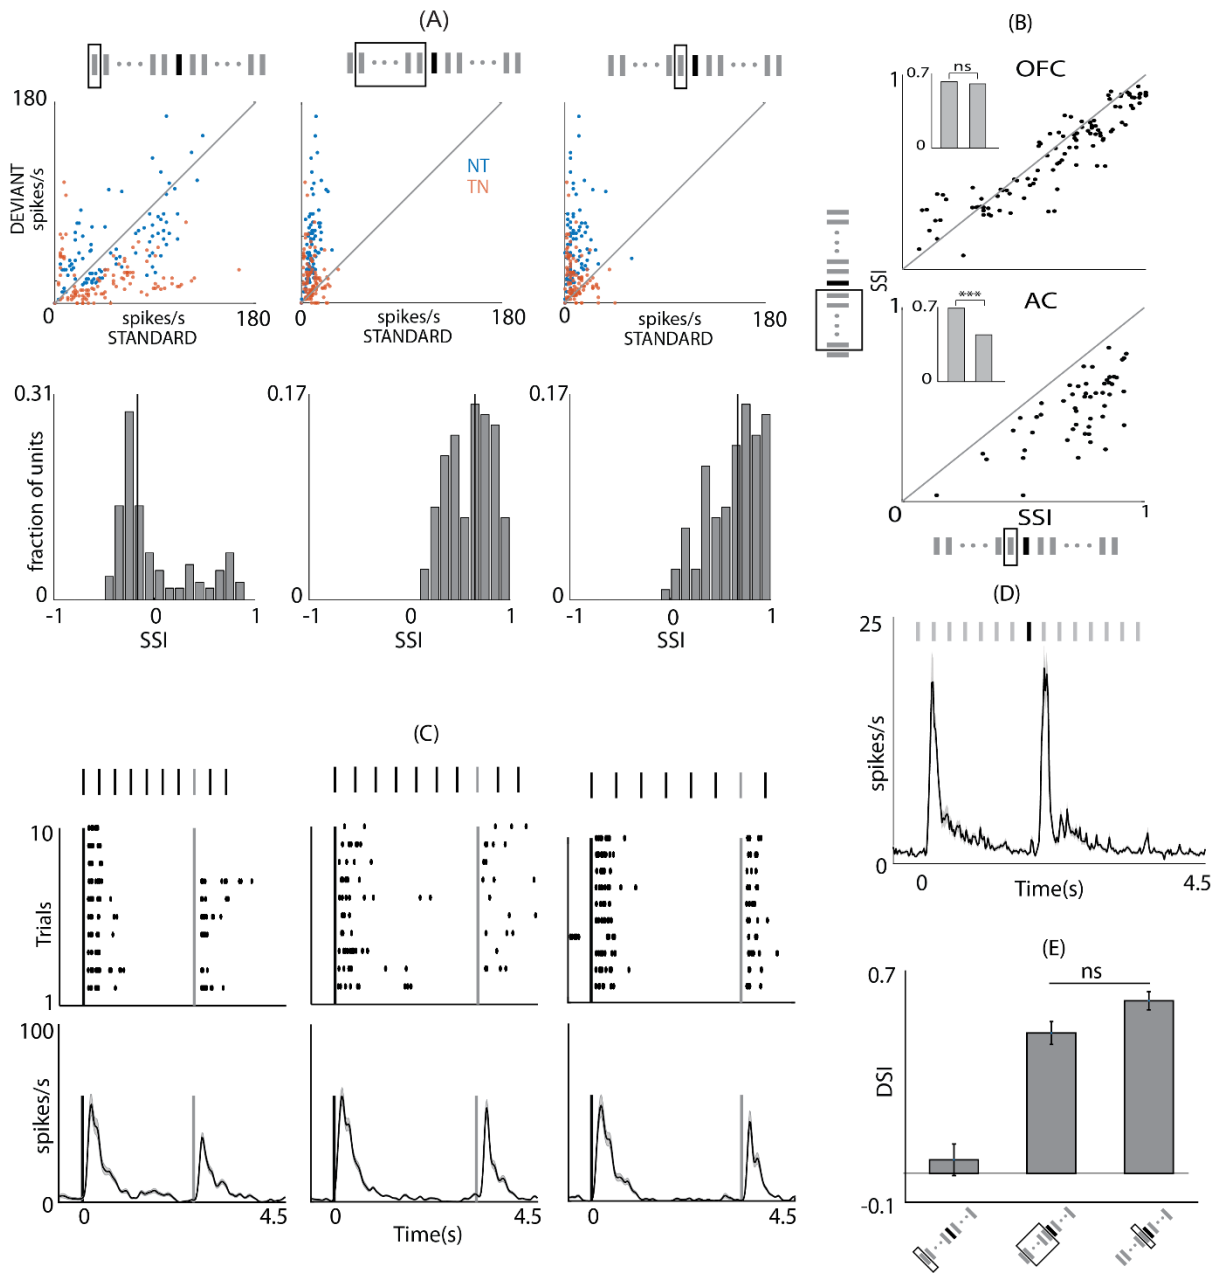 (A)
180
DEVIANT
spikes/s
NT
TN
0
180
spikes/s
STANDARD
0
180
spikes/s
STANDARD
0
180
spikes/s
STANDARD
0.31
fraction of units
0
-1
0
1
SSI
0.17
0
-1
0
1
SSI
0.17
0
-1
0
1
SSI
(B)
OFC
1
0.7
ns
0
0
SSI
AC
1
0.7
***
0
0
1
SSI
(C)
10
Trials
1
100
spikes/s
0
0
4.5
0
4.5
Time(s)
0
4.5
(D)
25
spikes/s
0
0
4.5
Time(s)
(E)
0.7
ns
DSI
-0.1